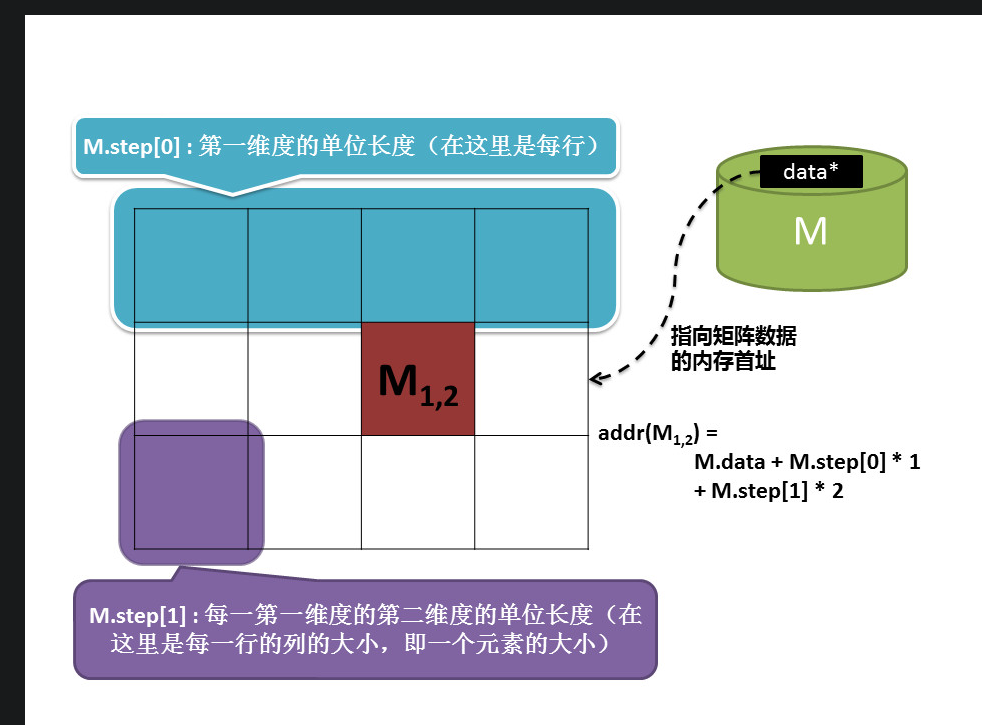 M.step[0] : 第一维度的单位长度（在这里是每行）
data*
M
指向矩阵数据
的内存首址
M1,2
addr(M1,2) =
M.data + M.step[0] * 1
+ M.step[1] * 2
M.step[1] : 每一第一维度的第二维度的单位长度（在
这里是每一行的列的大小，即一个元素的大小）